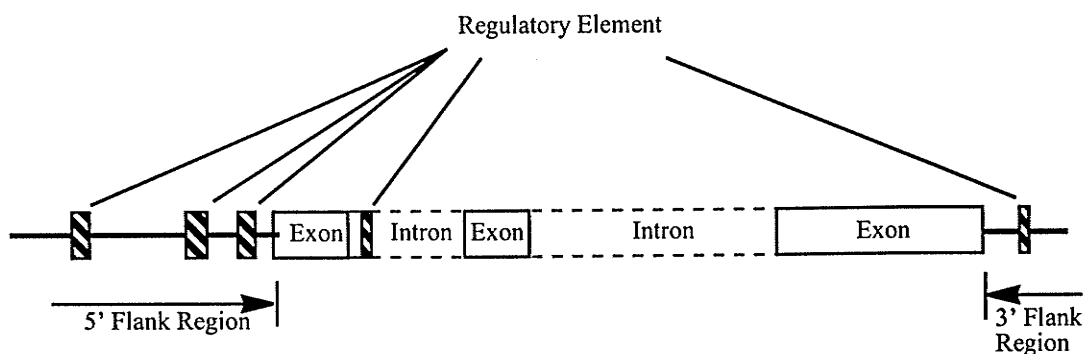 Regulatory Element
Exon
Intron
Exon
Intron
Exon
5' Flank Region
3' Flank
Region